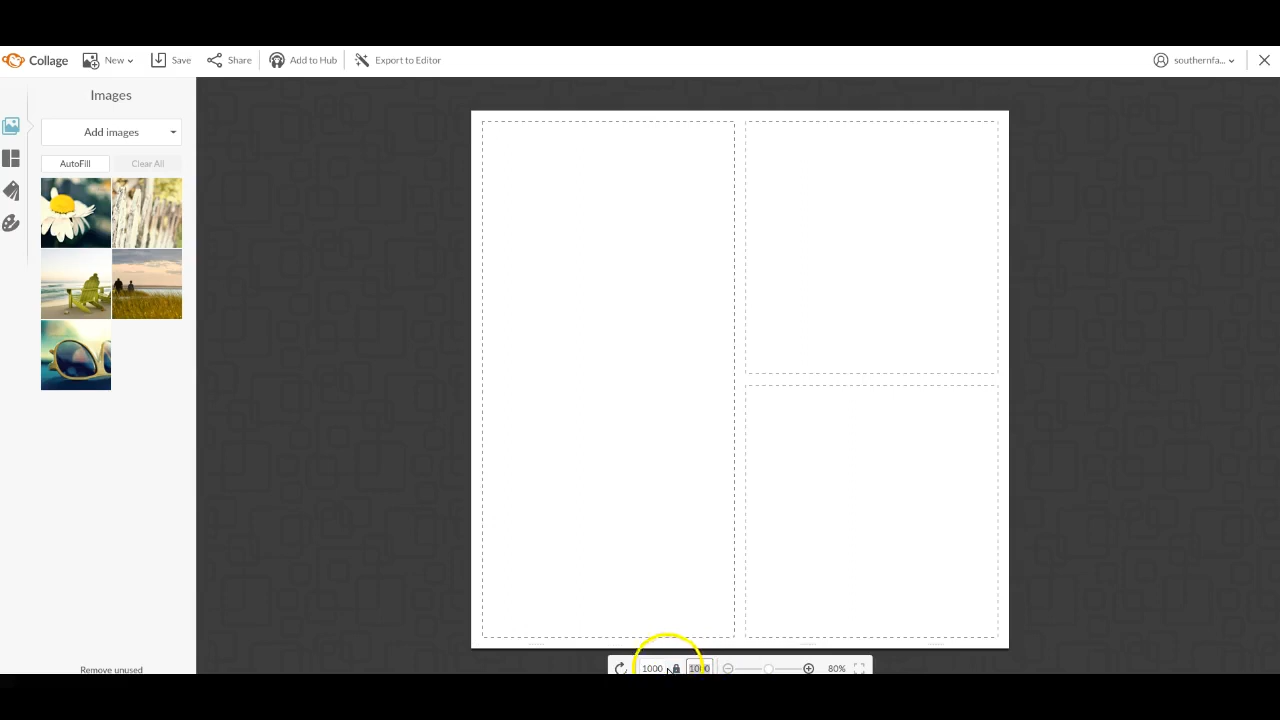 Collage New Save Share Add to Hub Export to Editor southernfa...
Images
Add images
AutoFill Clear All
Remove unused
1000 1000 80%